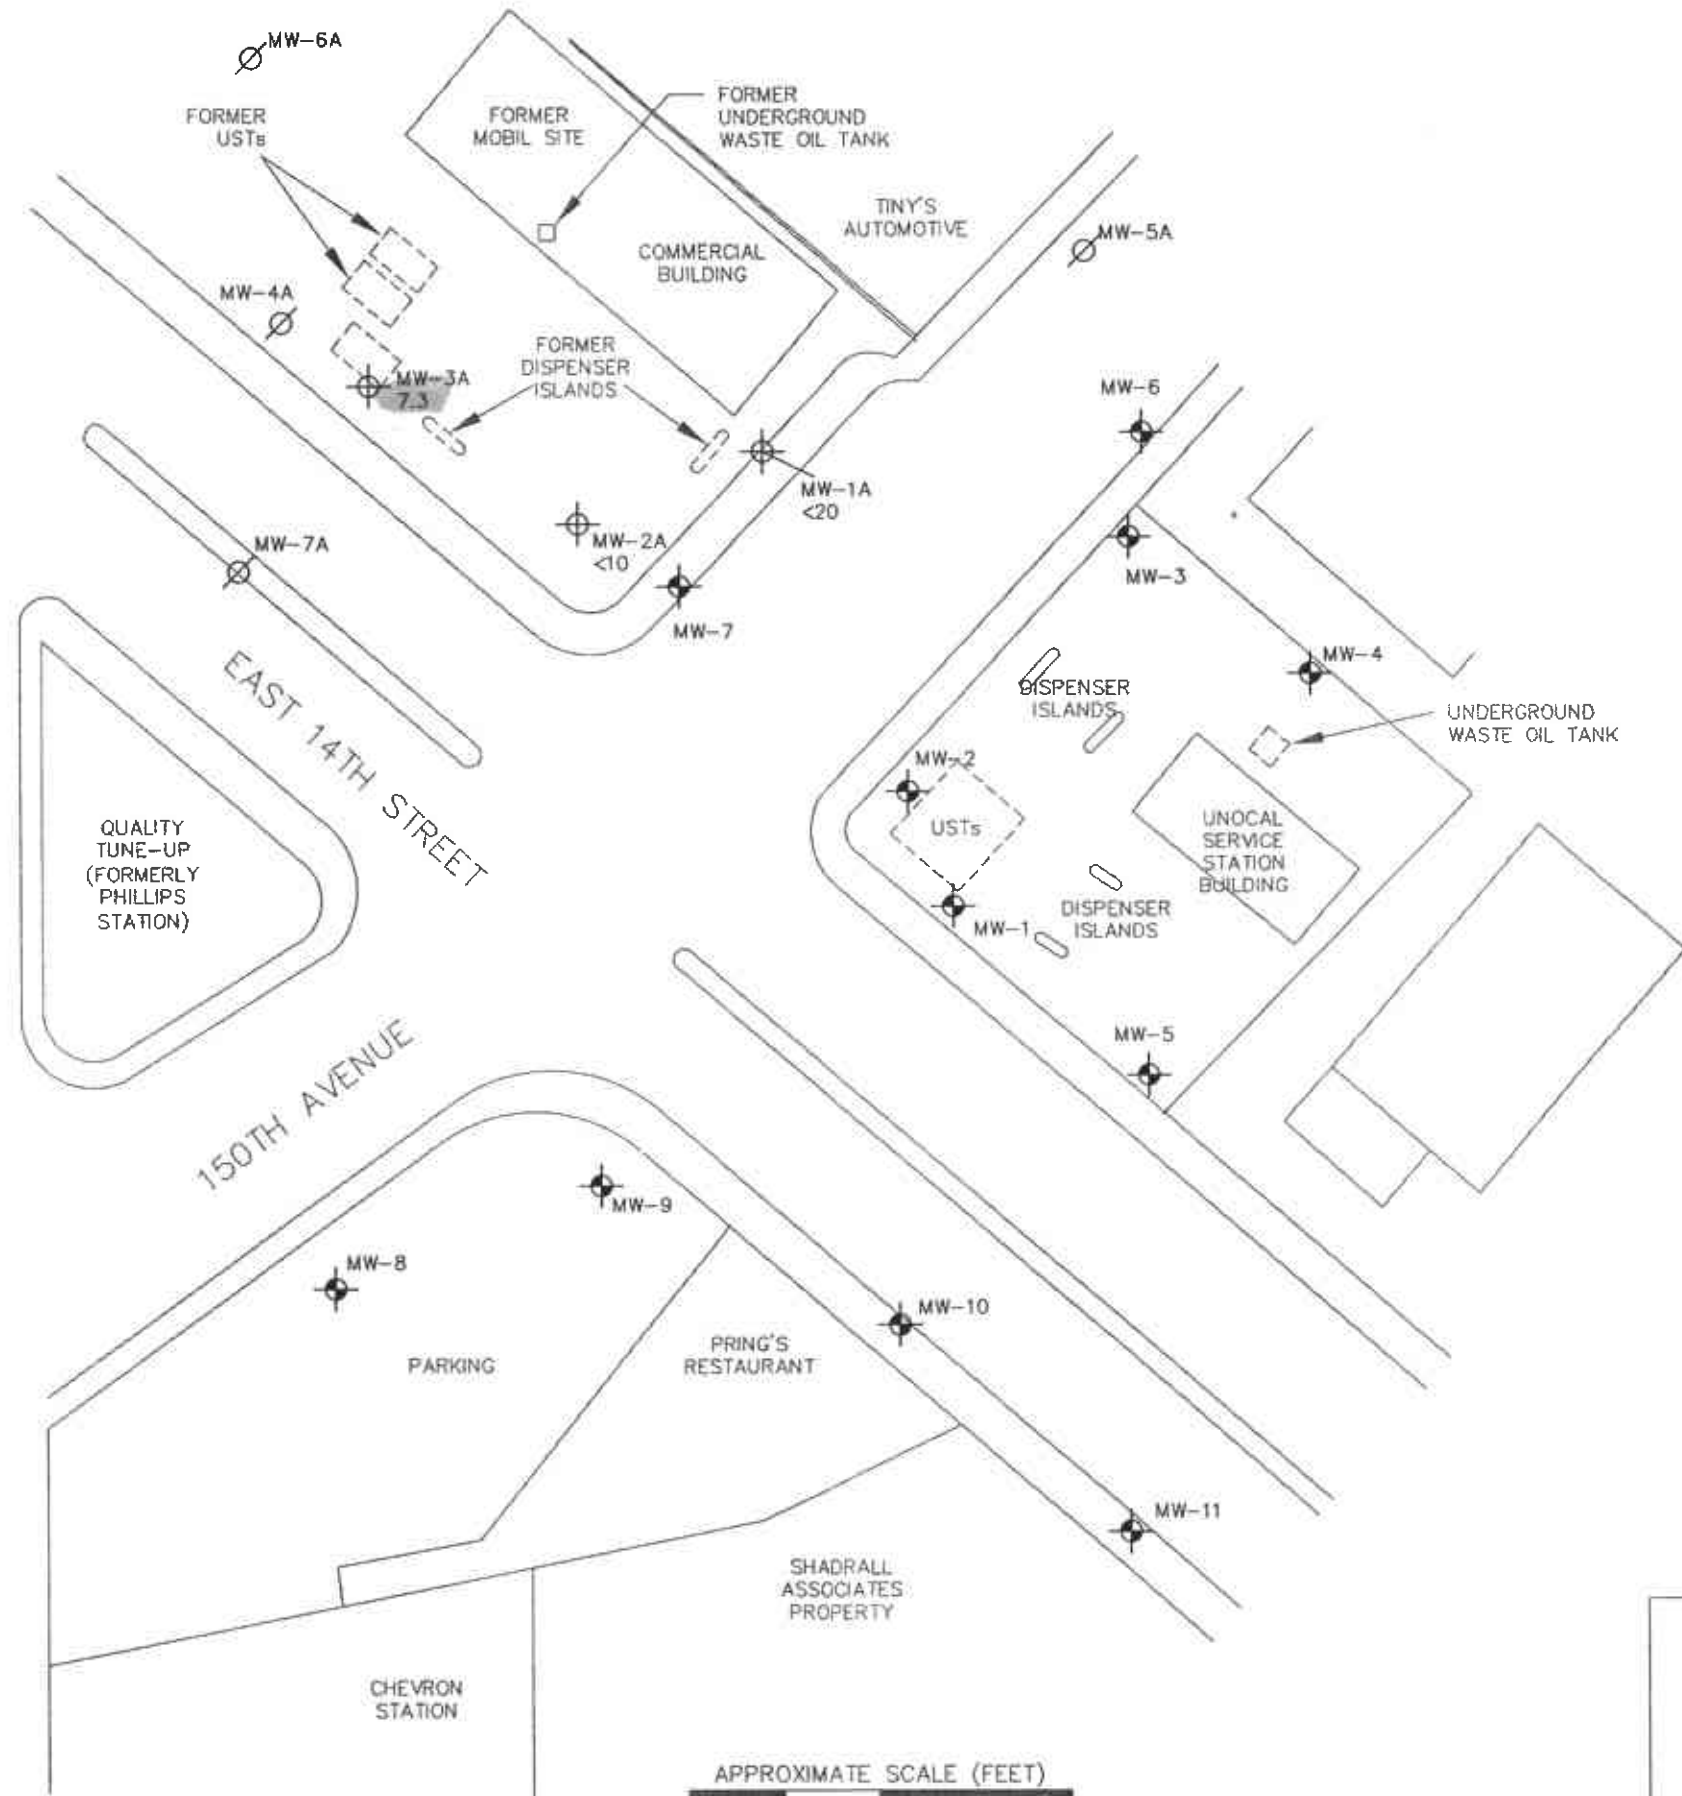 MW-6A
FORMER
USTs
FORMER
MOBIL SITE
FORMER
UNDERGROUND
WASTE OIL TANK
TINY'S
AUTOMOTIVE
COMMERCIAL
BUILDING
MW-5A
MW-4A
FORMER
DISPENSER
ISLANDS
MW-3A
7.3
MW-6
MW-1A
<20
MW-2A
<10
MW-7A
MW-7
MW-3
MW-4
DISPENSER
ISLANDS
UNDERGROUND
WASTE OIL TANK
EAST 14TH STREET
MW-2
USTs
UNOCAL
SERVICE
STATION
BUILDING
QUALITY
TUNE-UP
(FORMERLY
PHILLIPS
STATION)
MW-1
DISPENSER
ISLANDS
MW-5
150TH AVENUE
MW-9
MW-8
MW-10
PARKING
PRING'S
RESTAURANT
MW-11
SHADRALL
ASSOCIATES
PROPERTY
CHEVRON
STATION
APPROXIMATE SCALE (FEET)